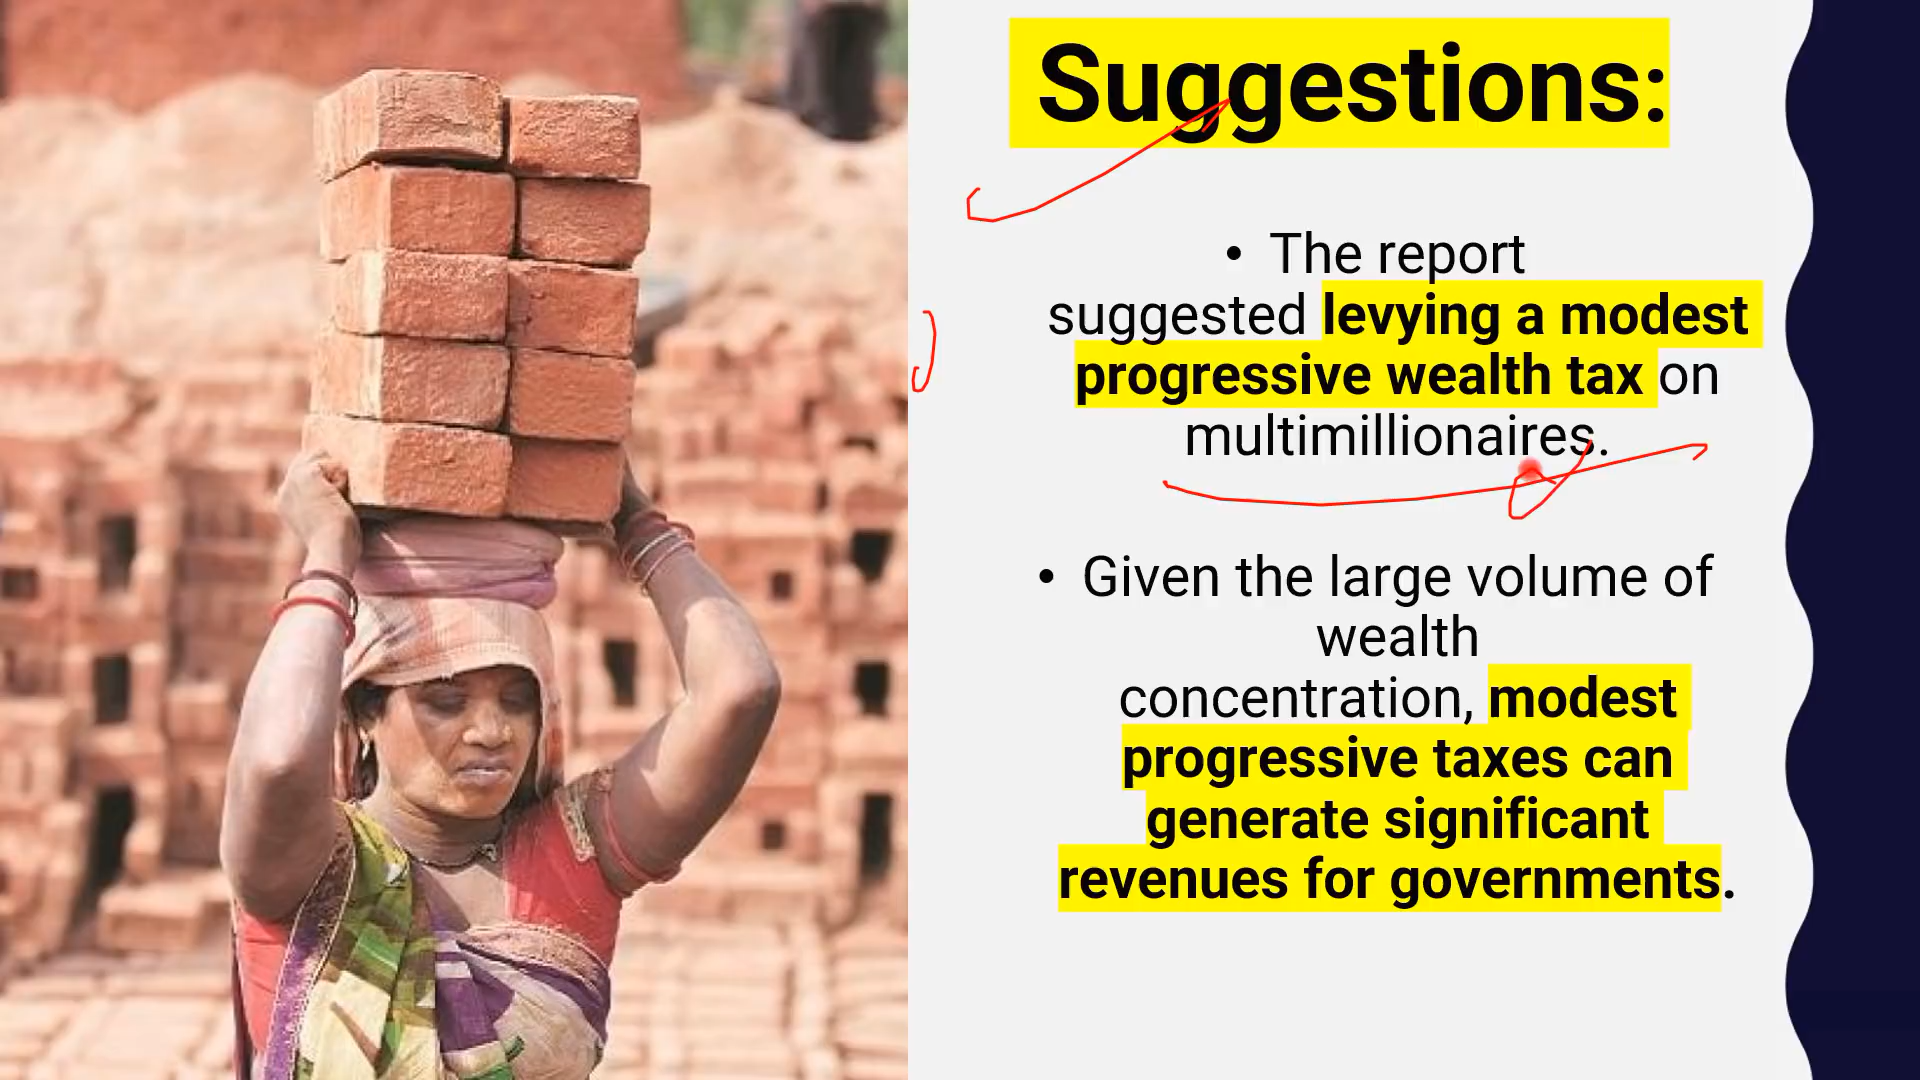 Suggestions:
• The report
suggested levying a modest
progressive wealth tax on
multimillionaires.
• Given the large volume of
wealth
concentration, modest
progressive taxes can
generate significant
revenues for governments.